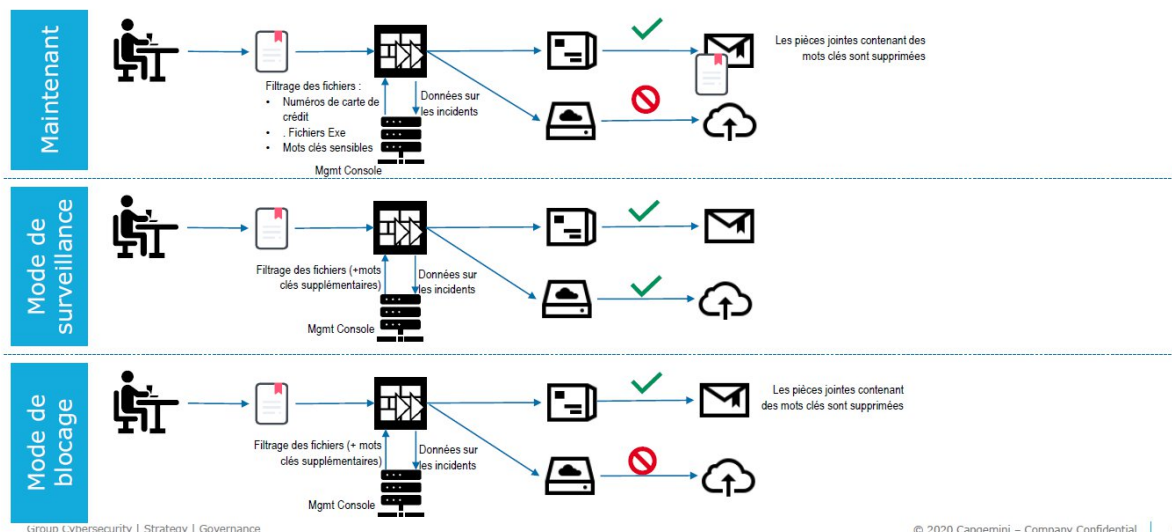 Maintenant
Filtrage des fichiers :
• Numéros de carte de
crédit
• . Fichiers Exe
• Mots clés sensibles
Données sur
les incidents
Mgmt Console
Les pièces jointes contenant des
mots clés sont supprimées
Mode de
surveillance
Filtrage des fichiers (+mots
clés supplémentaires)
Données sur
les incidents
Mgmt Console
Mode de
blocage
Filtrage des fichiers (+ mots
clés supplémentaires)
Données sur
les incidents
Mgmt Console
Les pièces jointes contenant
des mots clés sont supprimées
Group Cybersecurity | Strategy | Governance
© 2020 Capgemini – Company Confidential |